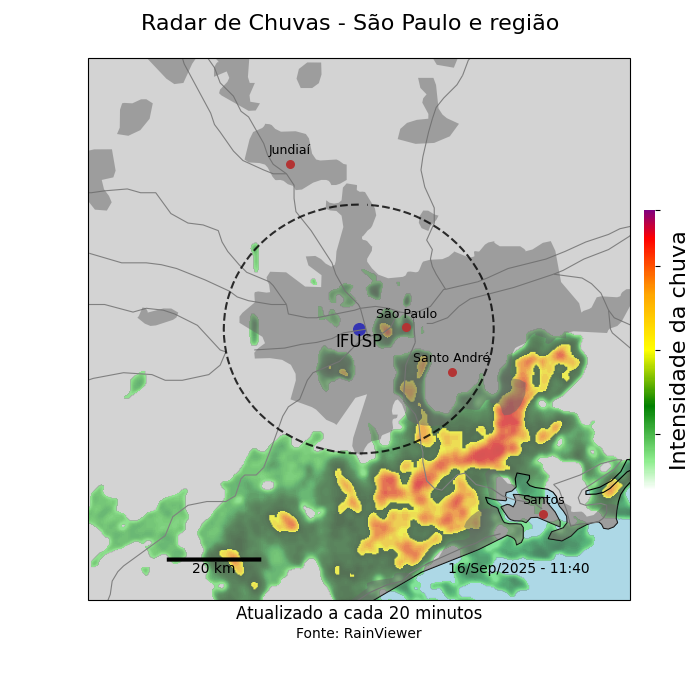 Radar de Chuvas - São Paulo e região
Jundiaí
São Paulo
IFUSP
Santo André
Santos
20 km
16/Sep/2025 - 11:40
Intensidade da chuva
Atualizado a cada 20 minutos
Fonte: RainViewer